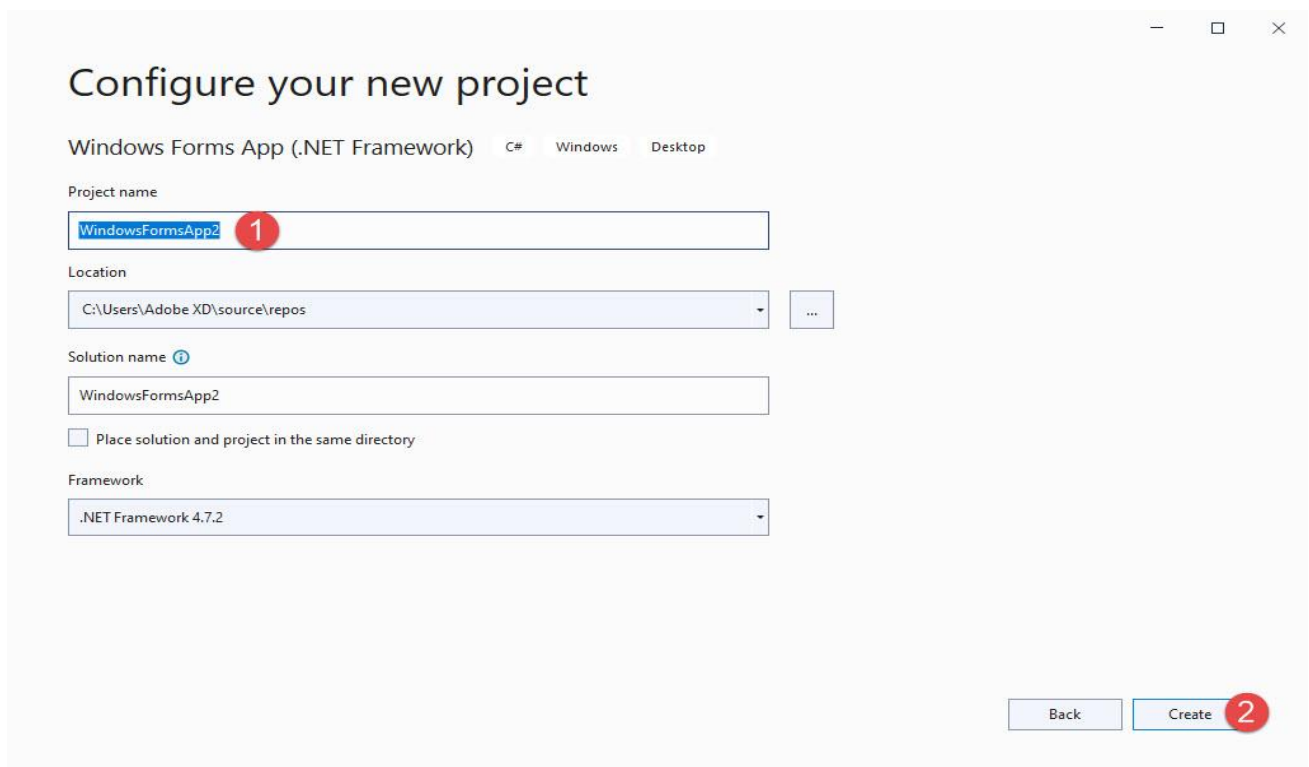 Configure your new project
Windows Forms App (.NET Framework) C# Windows Desktop
Project name
WindowsFormsApp2 1
Location
C:\Users\Adobe XD\source\repos ...
Solution name
WindowsFormsApp2
Place solution and project in the same directory
Framework
.NET Framework 4.7.2
Back Create 2